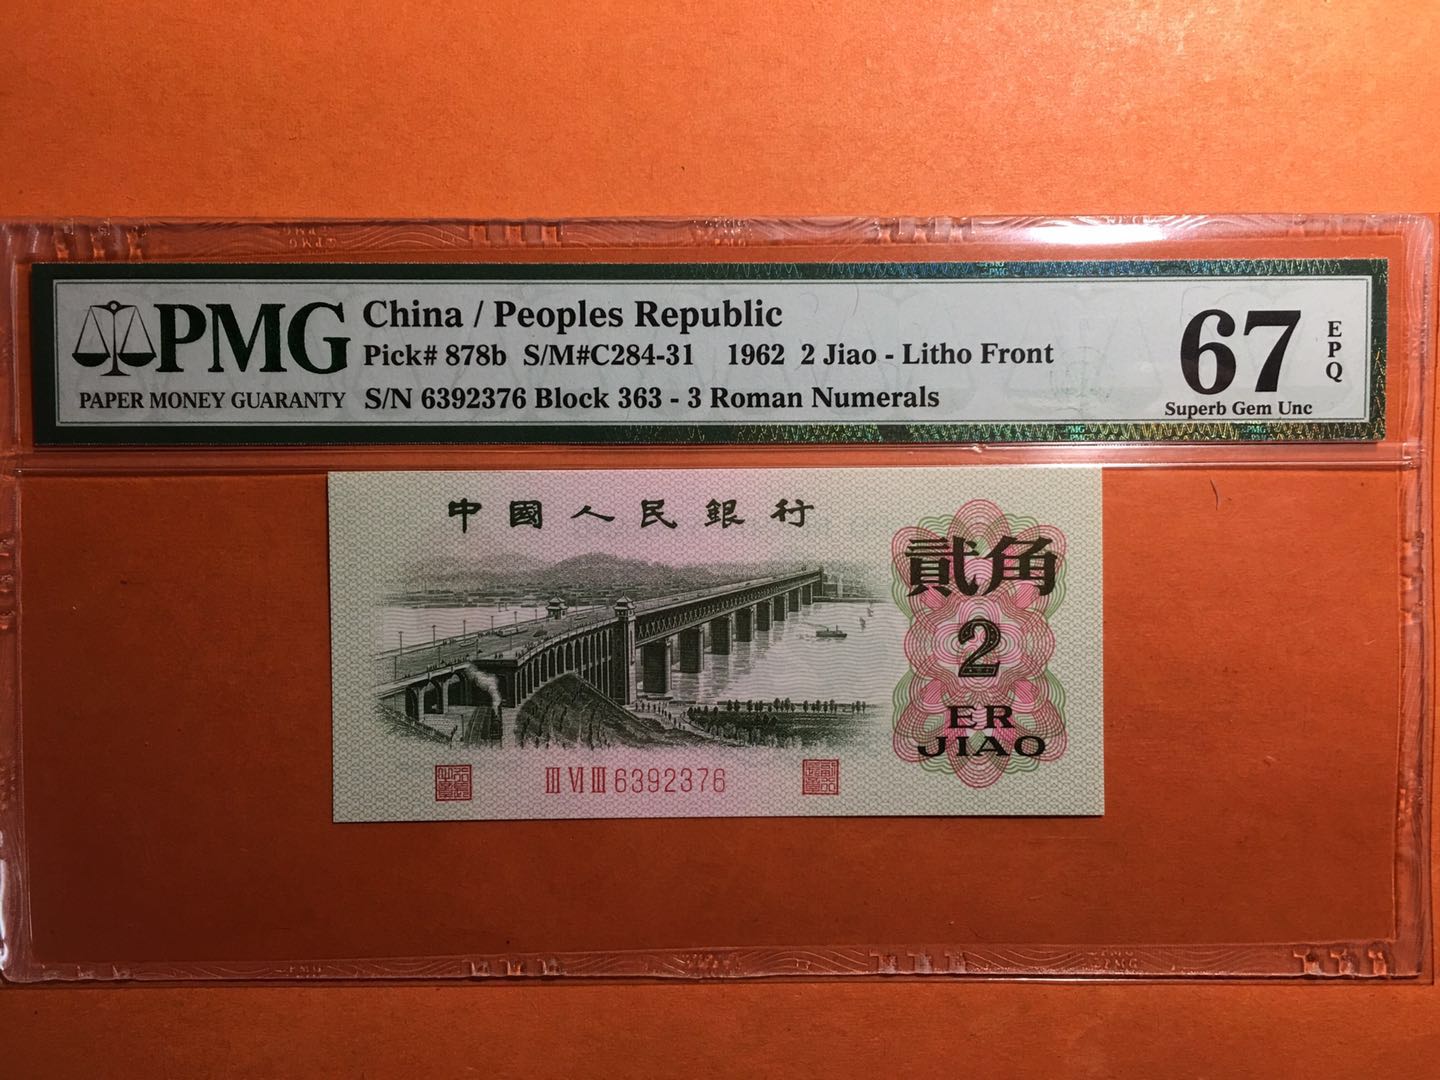 PMG
PAPER MONEY GUARANTY
China / Peoples Republic
Pick# 878b S/M#C284-31 1962 2 Jiao - Litho Front
S/N 6392376 Block 363 - 3 Roman Numerals
67
EPQ
Superb Gem Unc
中國人民銀行
貳角
2
ER
JIAO
III VI III 6392376